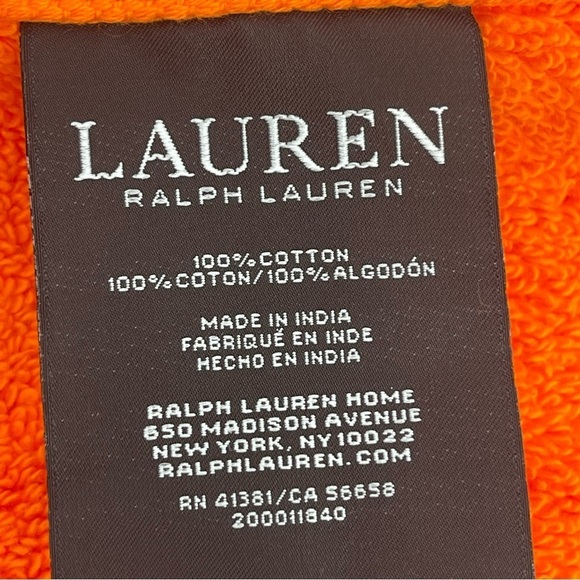 LAUREN
RALPH LAUREN
100% COTTON
100% COTON/100% ALGODÓN
MADE IN INDIA
FABRIQUÉ EN INDE
HECHO EN INDIA
RALPH LAUREN HOME
650 MADISON AVENUE
NEW YORK, NY 10022
RALPHLAUREN.COM
RN 41381/CA 56658
200011840